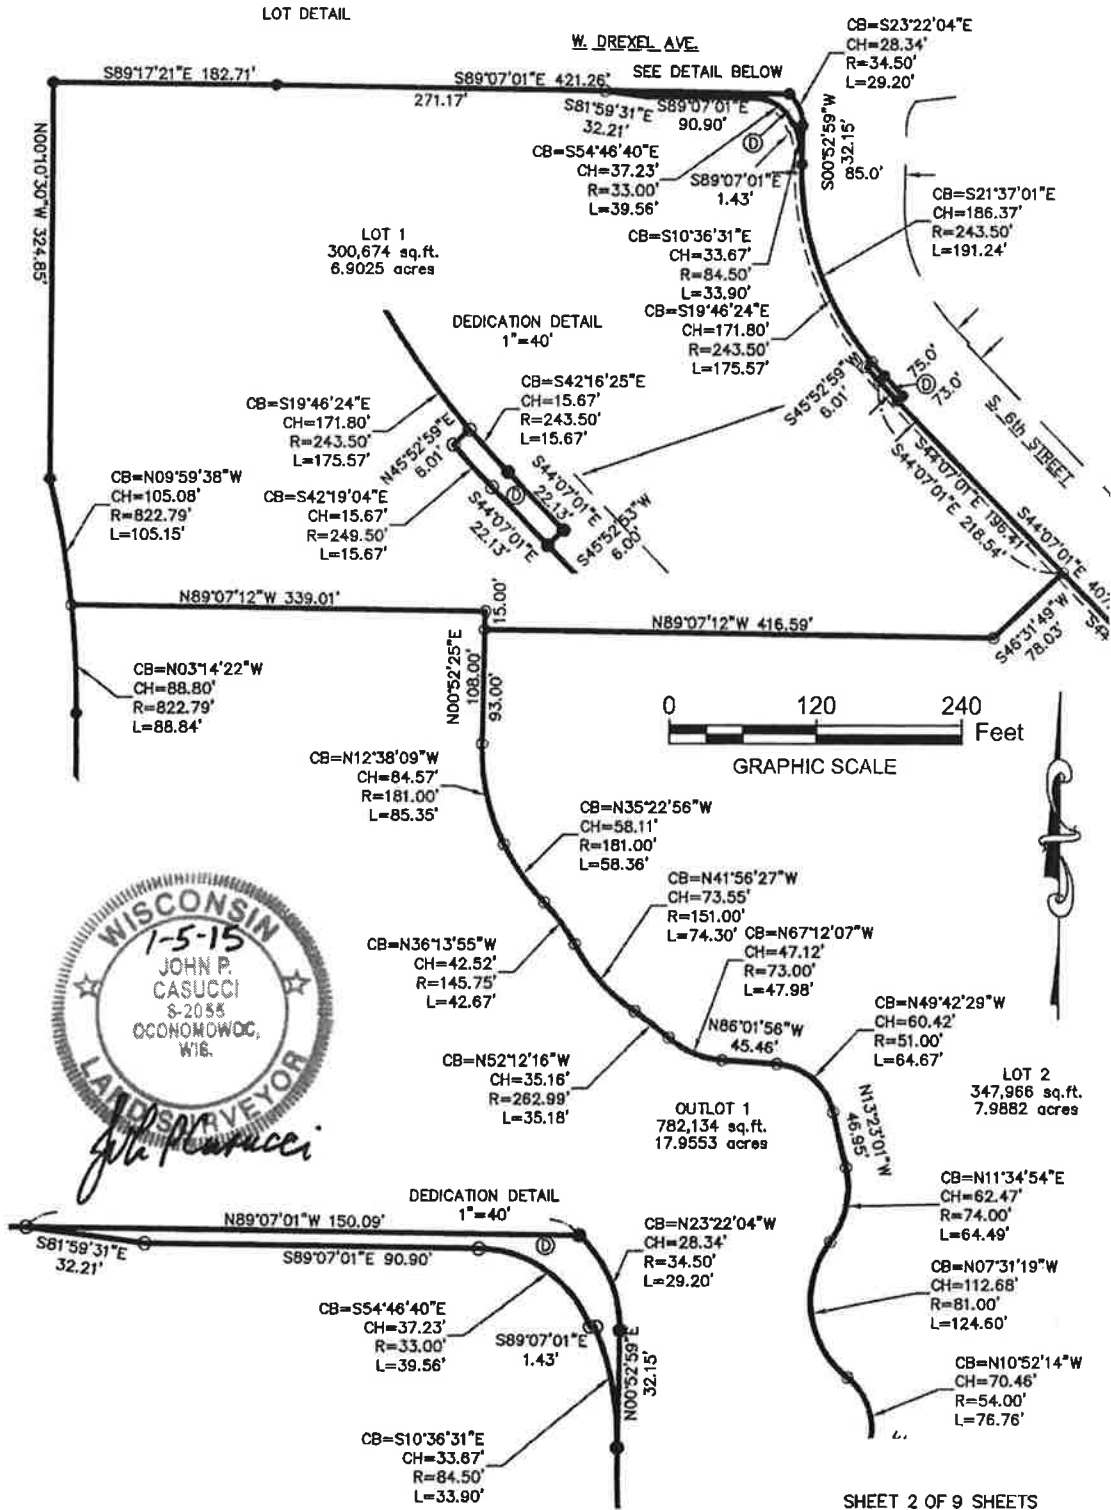 LOT DETAIL
W. DREXEL AVE.
SEE DETAIL BELOW
S89°17'21"E 182.71'
S89°07'01"E 421.26'
271.17'
S81°59'31"E
32.21'
S89°07'01"E
90.90'
CB=S23°22'04"E
CH=28.34'
R=34.50'
L=29.20'
S00°52'59"W
32.15'
85.0'
D
CB=S54°46'40"E
CH=37.23'
R=33.00'
L=39.56'
S89°07'01"E
1.43'
CB=S21°37'01"E
CH=186.37'
R=243.50'
L=191.24'
N00°10'30"W 324.85'
LOT 1
300,674 sq.ft.
6.9025 acres
CB=S10°36'31"E
CH=33.67'
R=84.50'
L=33.90'
CB=S19°46'24"E
CH=171.80'
R=243.50'
L=175.57'
DEDICATION DETAIL
1"=40'
CB=S42°16'25"E
CH=15.67'
R=243.50'
L=15.67'
S45°52'59"W
6.01'
75.0'
D
73.0'
S. 6th STREET
CB=S19°46'24"E
CH=171.80'
R=243.50'
L=175.57'
N45°52'59"E
6.01'
CB=N09°59'38"W
CH=105.08'
R=822.79'
L=105.15'
CB=S42°19'04"E
CH=15.67'
R=249.50'
L=15.67'
D
S44°07'01"E
22.13'
S44°07'01"E
22.13'
S45°52'53"W
6.00'
S44°07'01"E 196.41'
S44°07'01"E 218.54'
S44°07'01"E 407.
S44
N89°07'12"W 339.01'
15.00'
N89°07'12"W 416.59'
S46°31'49"W
78.03'
N00°52'25"E
108.00'
93.00'
CB=N03°14'22"W
CH=88.80'
R=822.79'
L=88.84'
0 120 240
Feet
GRAPHIC SCALE
CB=N12°38'09"W
CH=84.57'
R=181.00'
L=85.35'
CB=N35°22'56"W
CH=58.11'
R=181.00'
L=58.36'
CB=N41°56'27"W
CH=73.55'
R=151.00'
L=74.30'
CB=N67°12'07"W
CH=47.12'
R=73.00'
L=47.98'
WISCONSIN
1-5-15
JOHN P.
CASUCCI
S-2055
OCONOMOWOC,
WIS.
LAND SURVEYOR
John P Casucci
CB=N36°13'55"W
CH=42.52'
R=145.75'
L=42.67'
N86°01'56"W
45.46'
CB=N49°42'29"W
CH=60.42'
R=51.00'
L=64.67'
CB=N52°12'16"W
CH=35.16'
R=262.99'
L=35.18'
OUTLOT 1
782,134 sq.ft.
17.9553 acres
N13°23'01"W
46.95'
LOT 2
347,966 sq.ft.
7.9882 acres
CB=N11°34'54"E
CH=62.47'
R=74.00'
L=64.49'
DEDICATION DETAIL
1"=40'
N89°07'01"W 150.09'
S81°59'31"E
32.21'
S89°07'01"E 90.90'
D
CB=N23°22'04"W
CH=28.34'
R=34.50'
L=29.20'
CB=N07°31'19"W
CH=112.68'
R=81.00'
L=124.60'
CB=S54°46'40"E
CH=37.23'
R=33.00'
L=39.56'
S89°07'01"E
1.43'
N00°52'59"E
32.15'
CB=N10°52'14"W
CH=70.46'
R=54.00'
L=76.76'
CB=S10°36'31"E
CH=33.67'
R=84.50'
L=33.90'
SHEET 2 OF 9 SHEETS